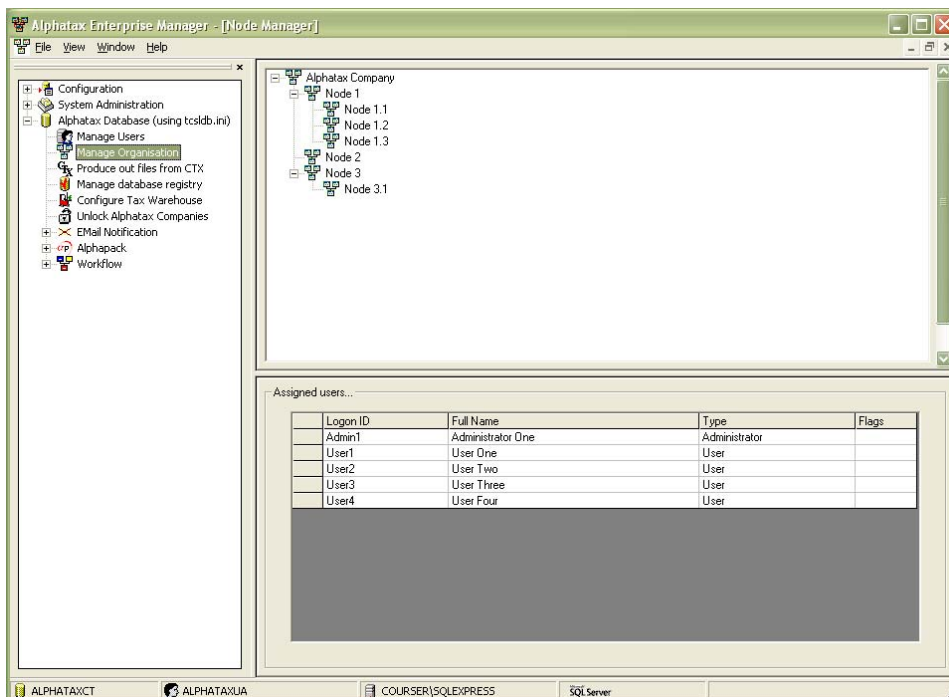 Alphatax Enterprise Manager - [Node Manager]
File View Window Help
Configuration
System Administration
Alphatax Database (using tcsldb.ini)
Manage Users
Manage Organisation
Produce out files from CTX
Manage database registry
Configure Tax Warehouse
Unlock Alphatax Companies
EMail Notification
Alphapack
Workflow
Alphatax Company
Node 1
Node 1.1
Node 1.2
Node 1.3
Node 2
Node 3
Node 3.1
Assigned users...
Logon ID Full Name Type Flags
Admin1 Administrator One Administrator
User1 User One User
User2 User Two User
User3 User Three User
User4 User Four User
ALPHATAXCT ALPHATAXUA COURSER\SQLEXPRESS SQL Server